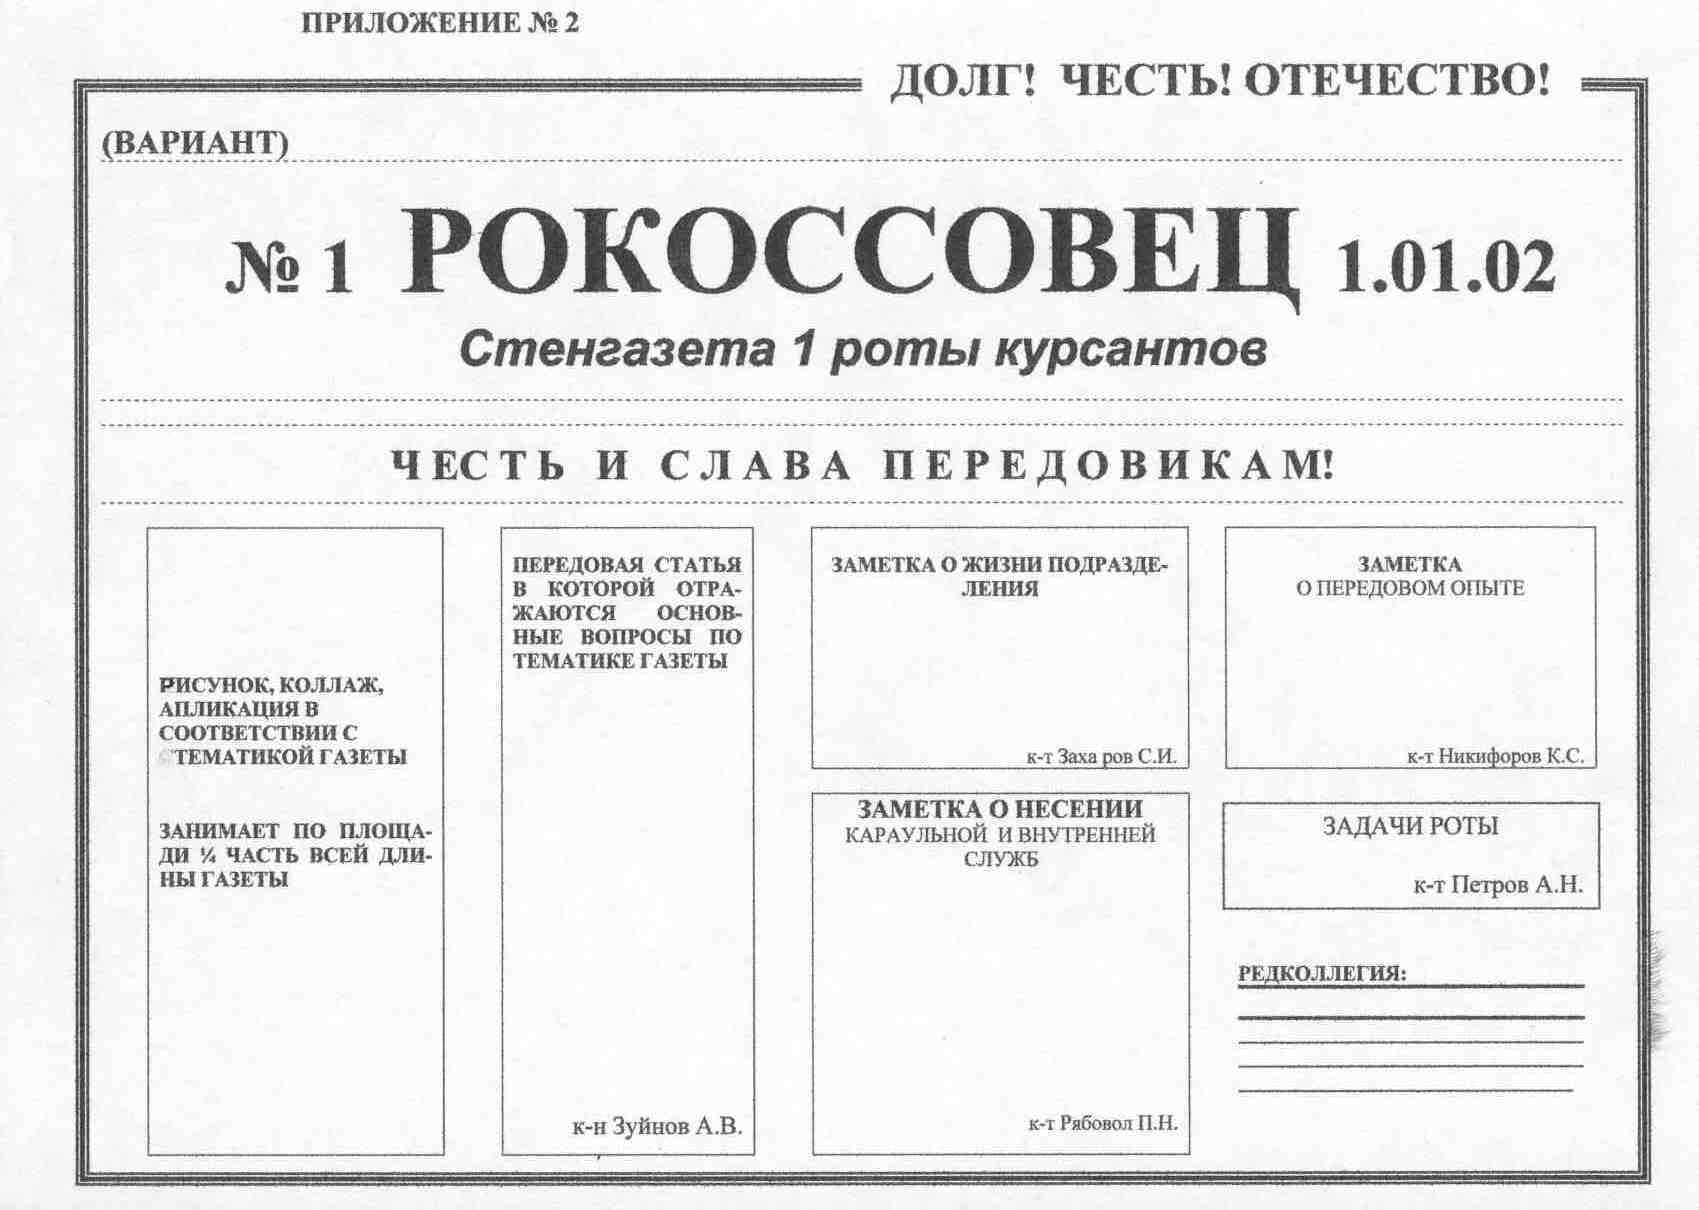 ПРИЛОЖЕНИЕ № 2
ДОЛГ! ЧЕСТЬ! ОТЕЧЕСТВО!
(ВАРИАНТ)
№ 1 РОКОССОВЕЦ 1.01.02
Стенгазета 1 роты курсантов
ЧЕСТЬ И СЛАВА ПЕРЕДОВИКАМ!
РИСУНОК, КОЛЛАЖ,
АПЛИКАЦИЯ В
СООТВЕТСТВИИ С
ТЕМАТИКОЙ ГАЗЕТЫ
ЗАНИМАЕТ ПО ПЛОЩА-
ДИ ¼ ЧАСТЬ ВСЕЙ ДЛИ-
НЫ ГАЗЕТЫ
ПЕРЕДОВАЯ СТАТЬЯ
В КОТОРОЙ ОТРА-
ЖАЮТСЯ ОСНОВ-
НЫЕ ВОПРОСЫ ПО
ТЕМАТИКЕ ГАЗЕТЫ
к-н Зуйнов А.В.
ЗАМЕТКА О ЖИЗНИ ПОДРАЗДЕ-
ЛЕНИЯ
к-т Заха ров С.И.
ЗАМЕТКА О НЕСЕНИИ
КАРАУЛЬНОЙ И ВНУТРЕННЕЙ
СЛУЖБ
к-т Рябовол П.Н.
ЗАМЕТКА
О ПЕРЕДОВОМ ОПЫТЕ
к-т Никифоров К.С.
ЗАДАЧИ РОТЫ
к-т Петров А.Н.
РЕДКОЛЛЕГИЯ: